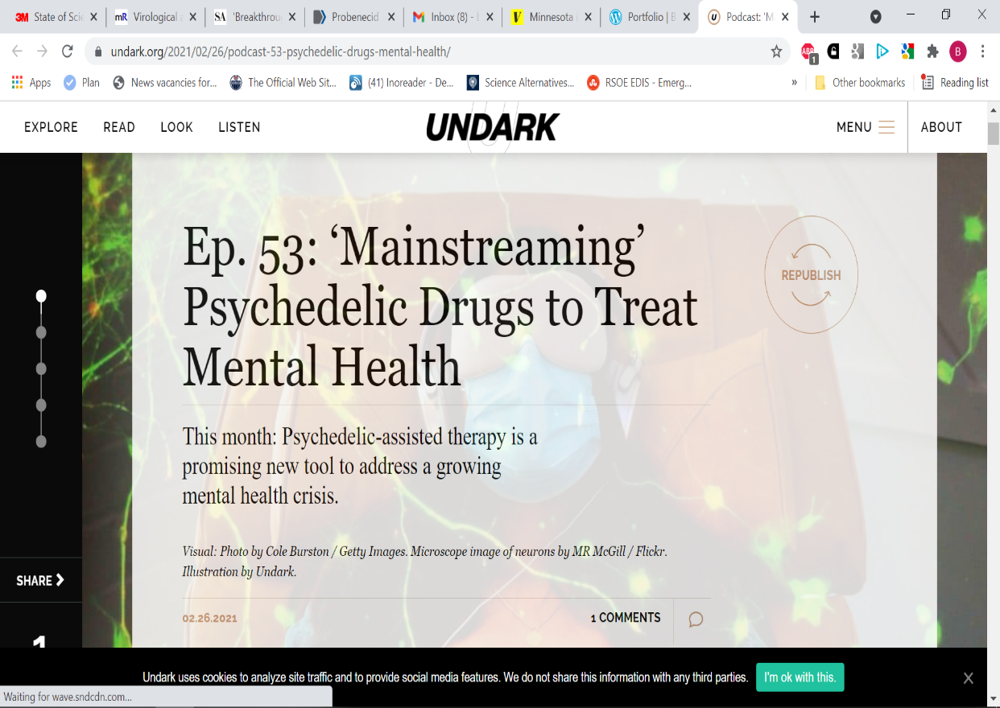 3M State of Scie
mR Virological a
SA 'Breakthrou
Probenecid
Inbox (8) - b
V Minnesota
Portfolio | B
u Podcast: 'M
undark.org/2021/02/26/podcast-53-psychedelic-drugs-mental-health/
ABP
1
B
Apps
Plan
News vacancies for...
The Official Web Sit...
(41) Inoreader - De...
Science Alternatives...
RSOE EDIS - Emerg...
»
Other bookmarks
Reading list
EXPLORE
READ
LOOK
LISTEN
UNDARK
MENU
ABOUT
Ep. 53: ‘Mainstreaming’
Psychedelic Drugs to Treat
Mental Health
REPUBLISH
This month: Psychedelic-assisted therapy is a
promising new tool to address a growing
mental health crisis.
Visual: Photo by Cole Burston / Getty Images. Microscope image of neurons by MR McGill / Flickr.
Illustration by Undark.
SHARE
1
02.26.2021
1 COMMENTS
Undark uses cookies to analyze site traffic and to provide social media features. We do not share this information with any third parties.
I'm ok with this.
Waiting for wave.sndcdn.com...